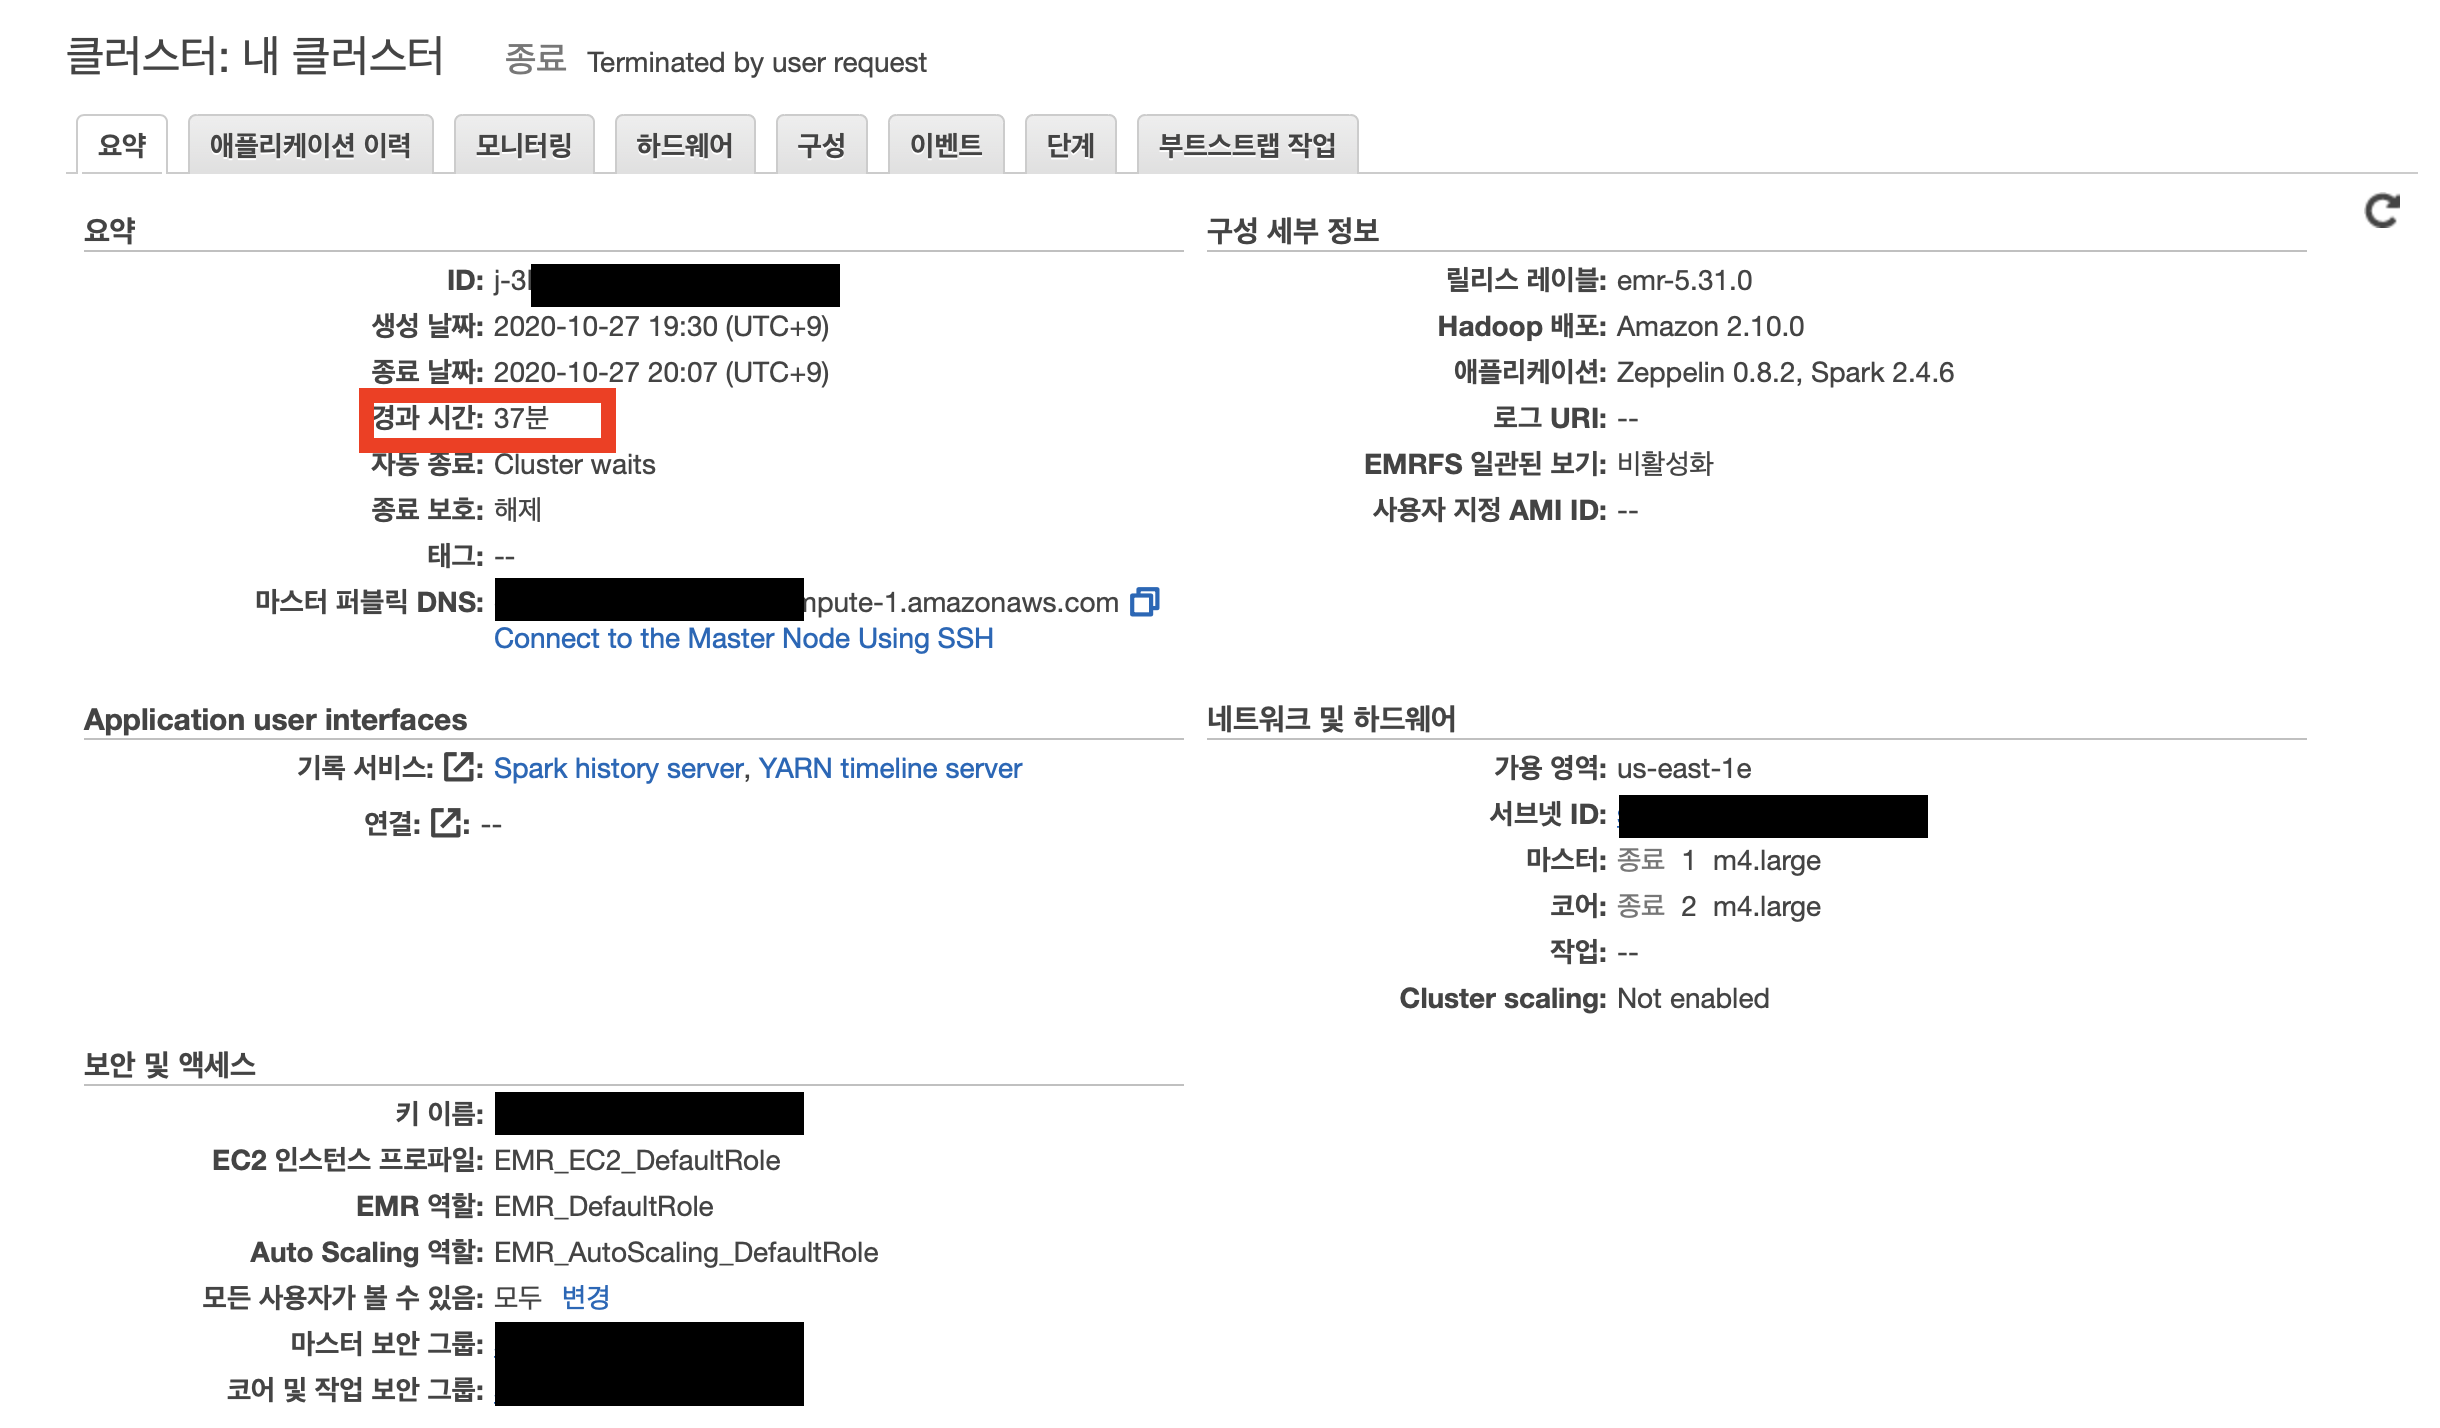 클러스터: 내 클러스터 종료 Terminated by user request
요약 애플리케이션 이력 모니터링 하드웨어 구성 이벤트 단계 부트스트랩 작업
요약
ID: j-3
생성 날짜: 2020-10-27 19:30 (UTC+9)
종료 날짜: 2020-10-27 20:07 (UTC+9)
경과 시간: 37분
자동 종료: Cluster waits
종료 보호: 해제
태그: --
마스터 퍼블릭 DNS: mpute-1.amazonaws.com
Connect to the Master Node Using SSH
구성 세부 정보
릴리스 레이블: emr-5.31.0
Hadoop 배포: Amazon 2.10.0
애플리케이션: Zeppelin 0.8.2, Spark 2.4.6
로그 URI: --
EMRFS 일관된 보기: 비활성화
사용자 지정 AMI ID: --
Application user interfaces
기록 서비스: : Spark history server, YARN timeline server
연결: : --
네트워크 및 하드웨어
가용 영역: us-east-1e
서브넷 ID:
마스터: 종료 1 m4.large
코어: 종료 2 m4.large
작업: --
Cluster scaling: Not enabled
보안 및 액세스
키 이름:
EC2 인스턴스 프로파일: EMR_EC2_DefaultRole
EMR 역할: EMR_DefaultRole
Auto Scaling 역할: EMR_AutoScaling_DefaultRole
모든 사용자가 볼 수 있음: 모두 변경
마스터 보안 그룹:
코어 및 작업 보안 그룹: